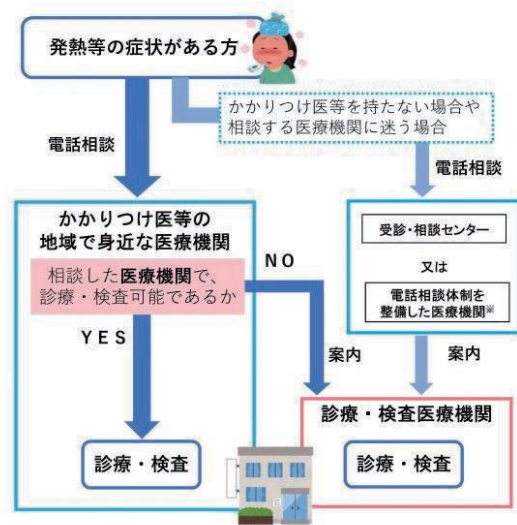 発熱等の症状がある方
かかりつけ医等を持たない場合や
相談する医療機関に迷う場合
電話相談
電話相談
かかりつけ医等の
地域で身近な医療機関
相談した医療機関で、
診療・検査可能であるか
NO
YES
受診・相談センター
又は
電話相談体制を
整備した医療機関※
案内
案内
診療・検査医療機関
診療・検査
診療・検査